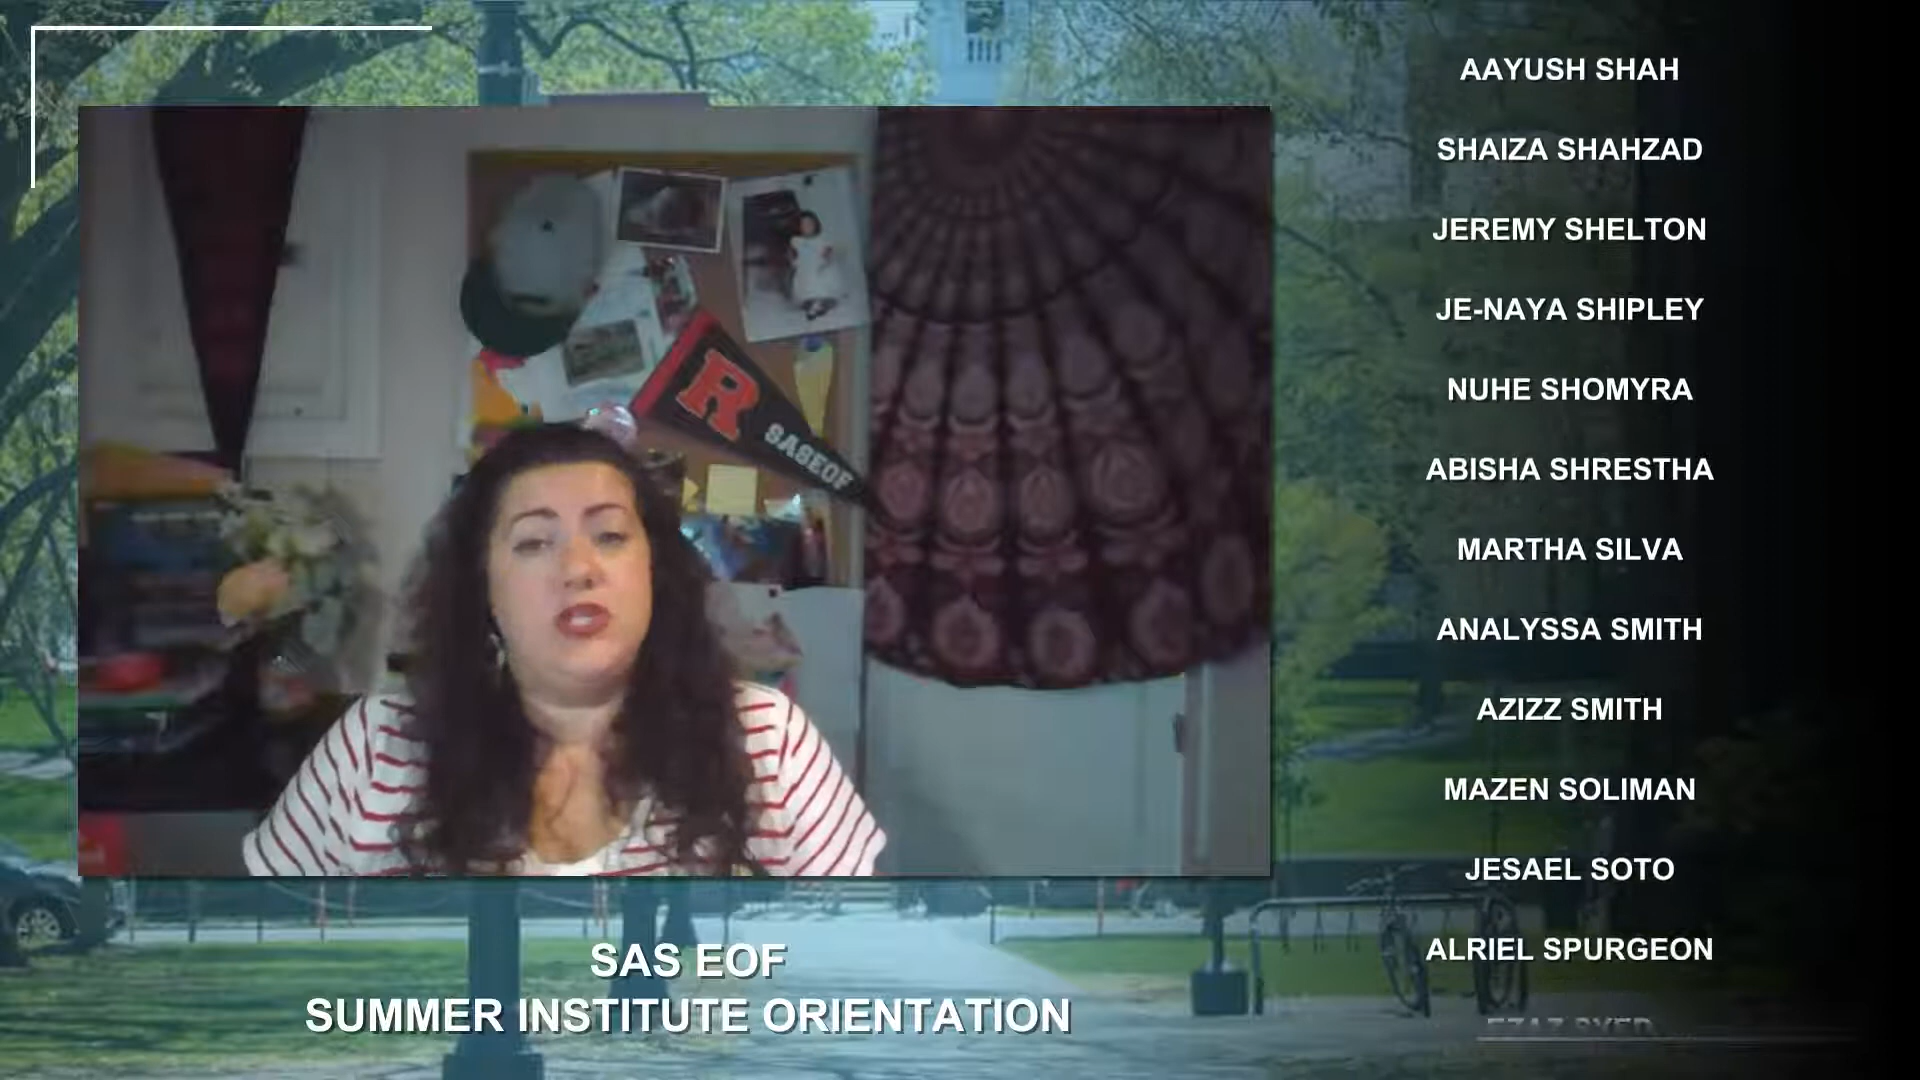 AAYUSH SHAH
SHAIZA SHAHZAD
JEREMY SHELTON
JE-NAYA SHIPLEY
NUHE SHOMYRA
ABISHA SHRESTHA
MARTHA SILVA
ANALYSSA SMITH
AZIZZ SMITH
MAZEN SOLIMAN
JESAEL SOTO
ALRIEL SPURGEON
R SASEOF
SAS EOF
SUMMER INSTITUTE ORIENTATION